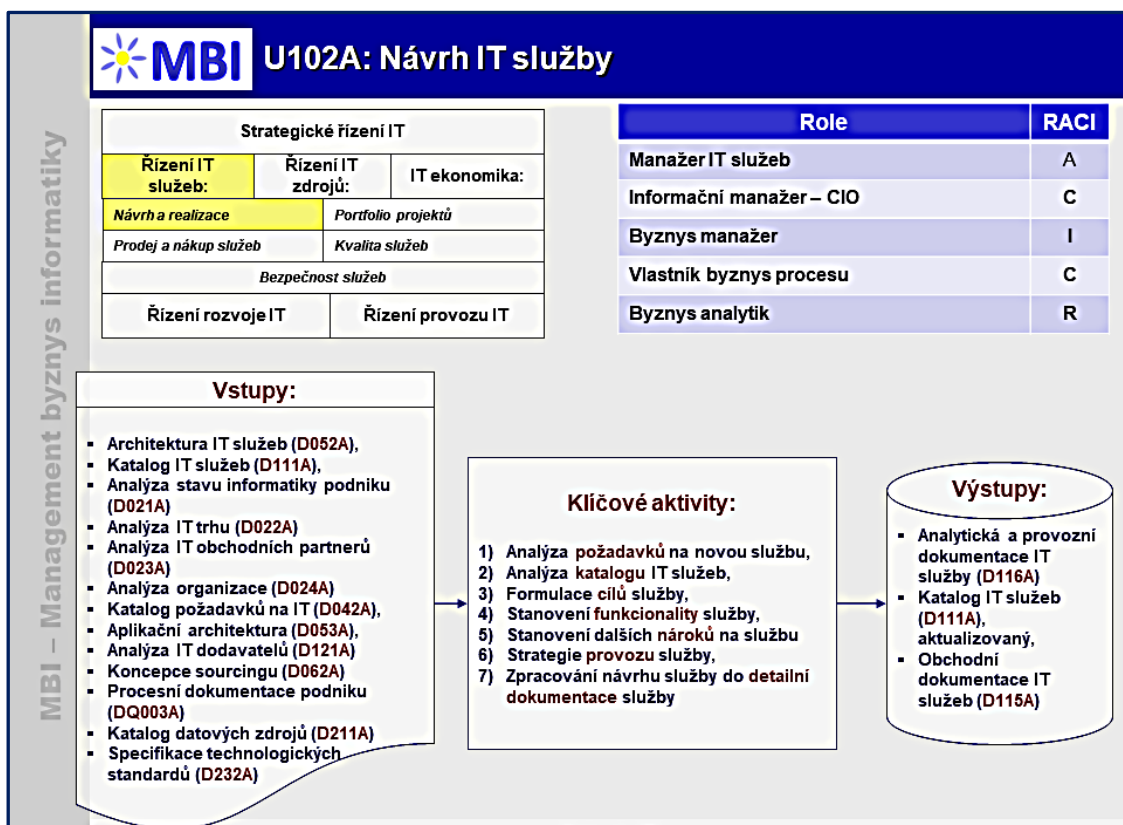 MBI
U102A: Návrh IT služby
MBI – Management byznys informatiky
Strategické řízení IT
Řízení IT
služeb:
Řízení IT
zdrojů:
IT ekonomika:
Návrh a realizace
Portfolio projektů
Prodej a nákup služeb
Kvalita služeb
Bezpečnost služeb
Řízení rozvoje IT
Řízení provozu IT
Role RACI
Manažer IT služeb A
Informační manažer – CIO C
Byznys manažer I
Vlastník byznys procesu C
Byznys analytik R
Vstupy:
▪ Architektura IT služeb (D052A),
▪ Katalog IT služeb (D111A),
▪ Analýza stavu informatiky podniku
(D021A)
▪ Analýza IT trhu (D022A)
▪ Analýza IT obchodních partnerů
(D023A)
▪ Analýza organizace (D024A)
▪ Katalog požadavků na IT (D042A),
▪ Aplikační architektura (D053A),
▪ Analýza IT dodavatelů (D121A)
▪ Koncepce sourcingu (D062A)
▪ Procesní dokumentace podniku
(DQ003A)
▪ Katalog datových zdrojů (D211A)
▪ Specifikace technologických
standardů (D232A)
Klíčové aktivity:
1) Analýza požadavků na novou službu,
2) Analýza katalogu IT služeb,
3) Formulace cílů služby,
4) Stanovení funkcionality služby,
5) Stanovení dalších nároků na službu
6) Strategie provozu služby,
7) Zpracování návrhu služby do detailní
dokumentace služby
Výstupy:
▪ Analytická a provozní
dokumentace IT
služby (D116A)
▪ Katalog IT služeb
(D111A),
aktualizovaný,
▪ Obchodní
dokumentace IT
služeb (D115A)